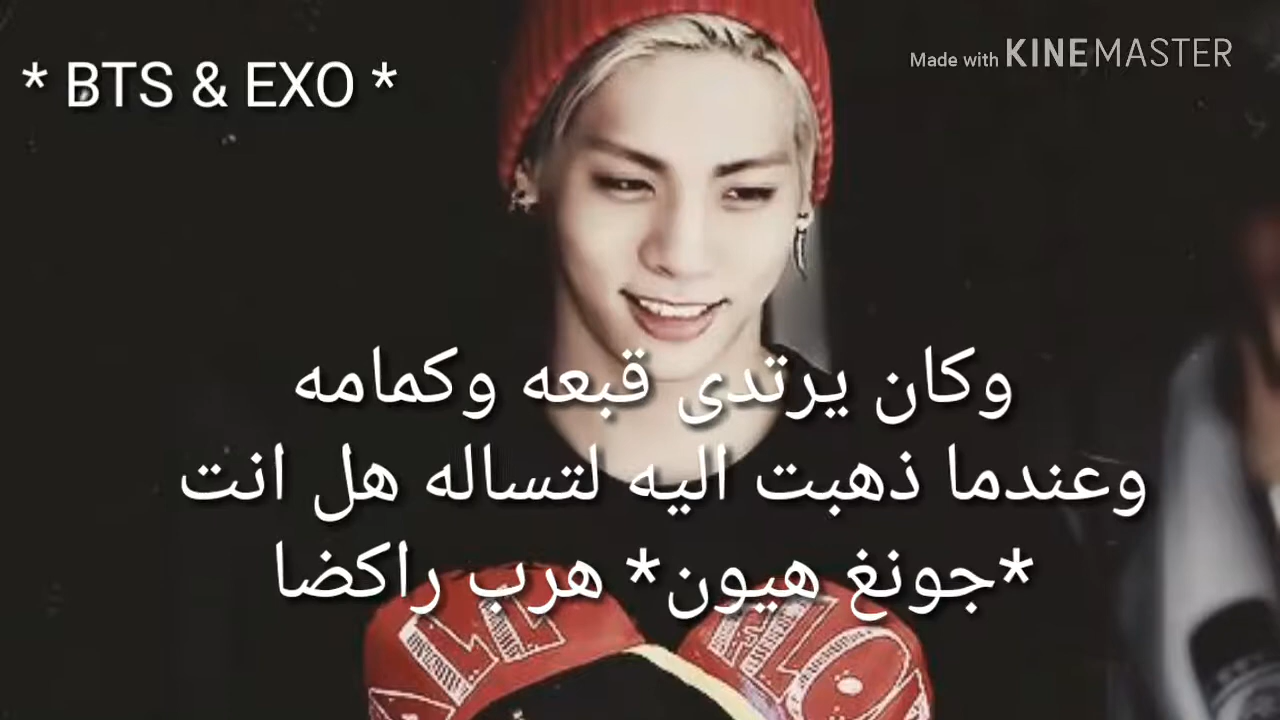 * BTS & EXO *
Made with KINEMASTER
وكان يرتدى قبعه وكمامه
وعندما ذهبت اليه لتساله هل انت
*جونغ هيون* هرب راكضا